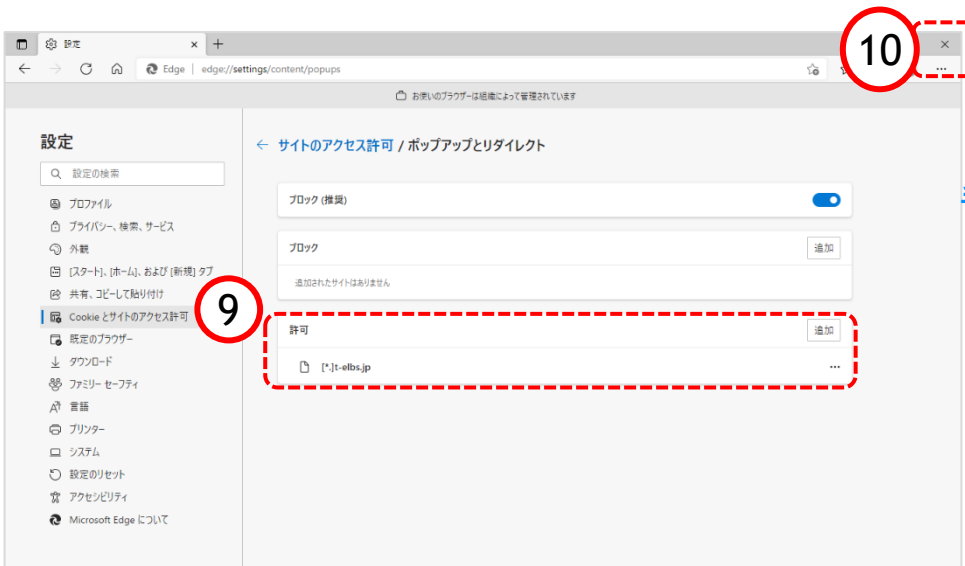 10
設定
Edge | edge://settings/content/popups
お使いのブラウザーは組織によって管理されています
設定
サイトのアクセス許可 / ポップアップとリダイレクト
設定の検索
ブロック (推奨)
プロファイル
プライバシー、検索、サービス
外観
ブロック
追加
[スタート]、[ホーム]、および [新規] タブ
追加されたサイトはありません
共有、コピーして貼り付け
9
Cookie とサイトのアクセス許可
許可
追加
既定のブラウザー
ダウンロード
[*.]t-elbs.jp
ファミリー セーフティ
言語
プリンター
システム
設定のリセット
アクセシビリティ
Microsoft Edge について